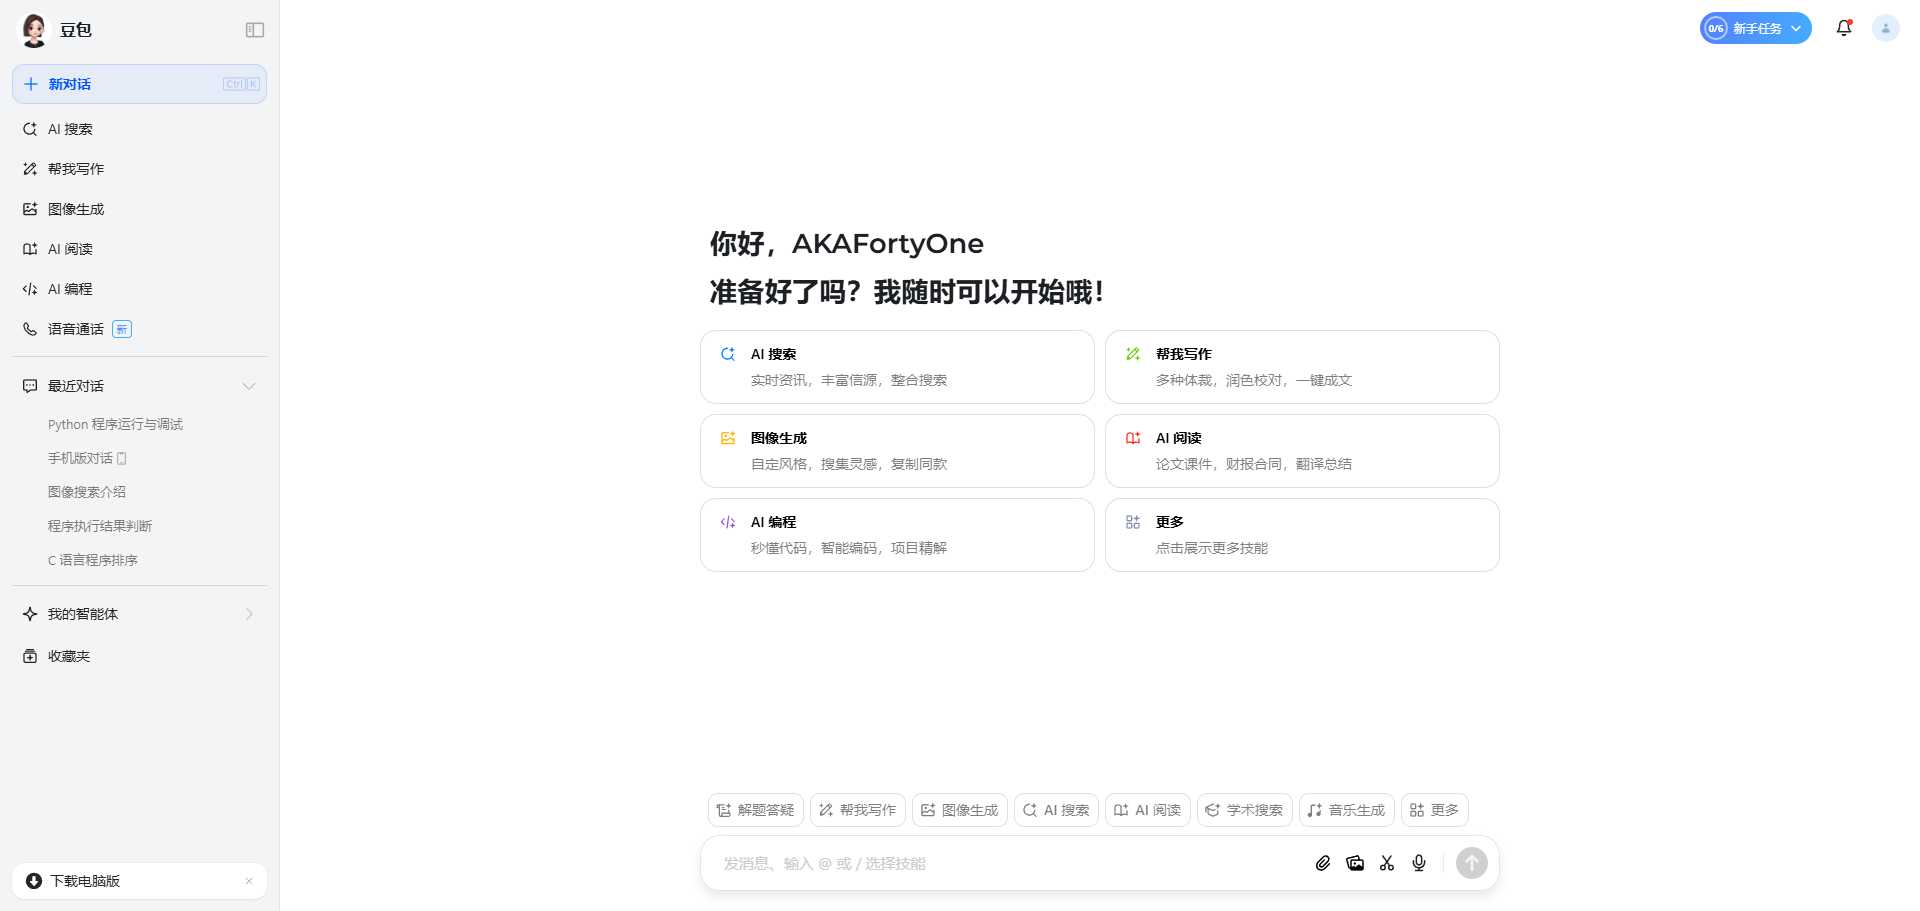 豆包
新对话
Ctrl K
AI 搜索
帮我写作
图像生成
AI 阅读
AI 编程
语音通话 新
最近对话
Python 程序运行与调试
手机版对话
图像搜索介绍
程序执行结果判断
C 语言程序排序
我的智能体
收藏夹
下载电脑版
0/6 新手任务
你好，AKAFortyOne
准备好了吗？我随时可以开始哦！
AI 搜索
实时资讯，丰富信源，整合搜索
帮我写作
多种体裁，润色校对，一键成文
图像生成
自定风格，搜集灵感，复制同款
AI 阅读
论文课件，财报合同，翻译总结
AI 编程
秒懂代码，智能编码，项目精解
更多
点击展示更多技能
解题答疑 帮我写作 图像生成 AI 搜索 AI 阅读 学术搜索 音乐生成 更多
发消息、输入 @ 或 / 选择技能